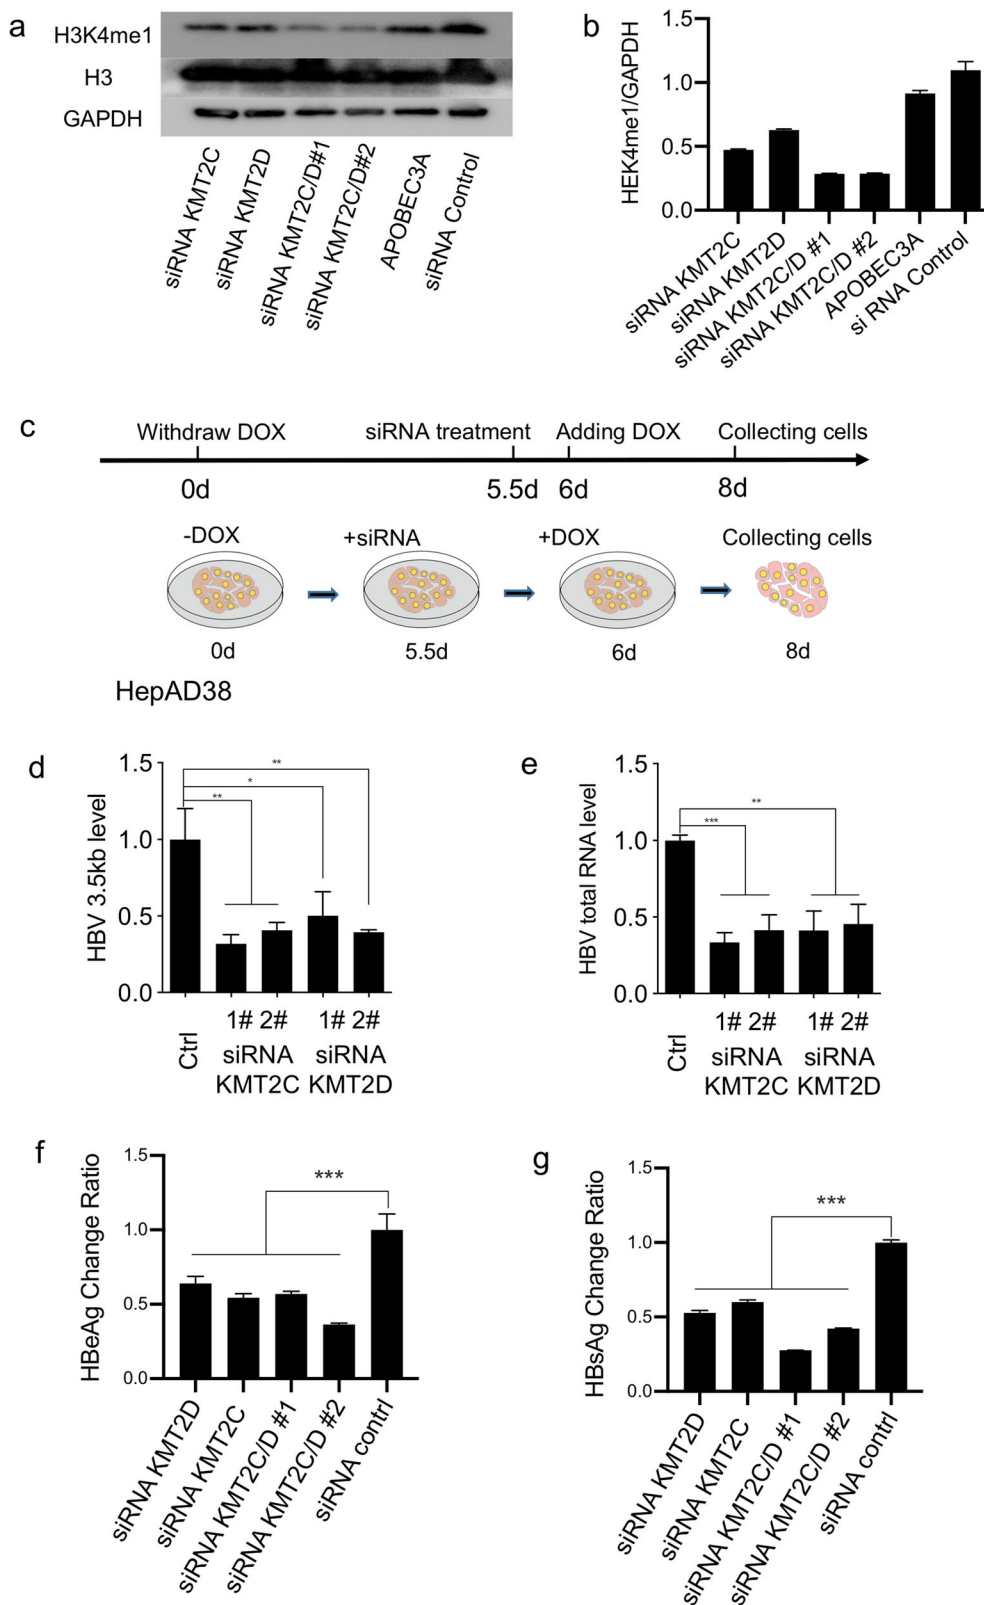 a
H3K4me1
H3
GAPDH
siRNA KMT2C
siRNA KMT2D
siRNA KMT2C/D#1
siRNA KMT2C/D#2
APOBEC3A
siRNA Control
b
HEK4me1/GAPDH
1.5
1.0
0.5
0.0
siRNA KMT2C
siRNA KMT2D
siRNA KMT2C/D #1
siRNA KMT2C/D #2
APOBEC3A
si RNA Control
c
Withdraw DOX siRNA treatment Adding DOX Collecting cells
0d 5.5d 6d 8d
-DOX +siRNA +DOX Collecting cells
0d 5.5d 6d 8d
HepAD38
d
HBV 3.5kb level
1.5
1.0
0.5
0.0
**
*
**
Ctrl
1# 2# 1# 2#
siRNA siRNA
KMT2C KMT2D
e
HBV total RNA level
1.5
1.0
0.5
0.0
**
***
Ctrl
1# 2# 1# 2#
siRNA siRNA
KMT2C KMT2D
f
HBeAg Change Ratio
1.5
1.0
0.5
0.0
***
siRNA KMT2D
siRNA KMT2C
siRNA KMT2C/D #1
siRNA KMT2C/D #2
siRNA contrl
g
HBsAg Change Ratio
1.5
1.0
0.5
0.0
***
siRNA KMT2D
siRNA KMT2C
siRNA KMT2C/D #1
siRNA KMT2C/D #2
siRNA contrl